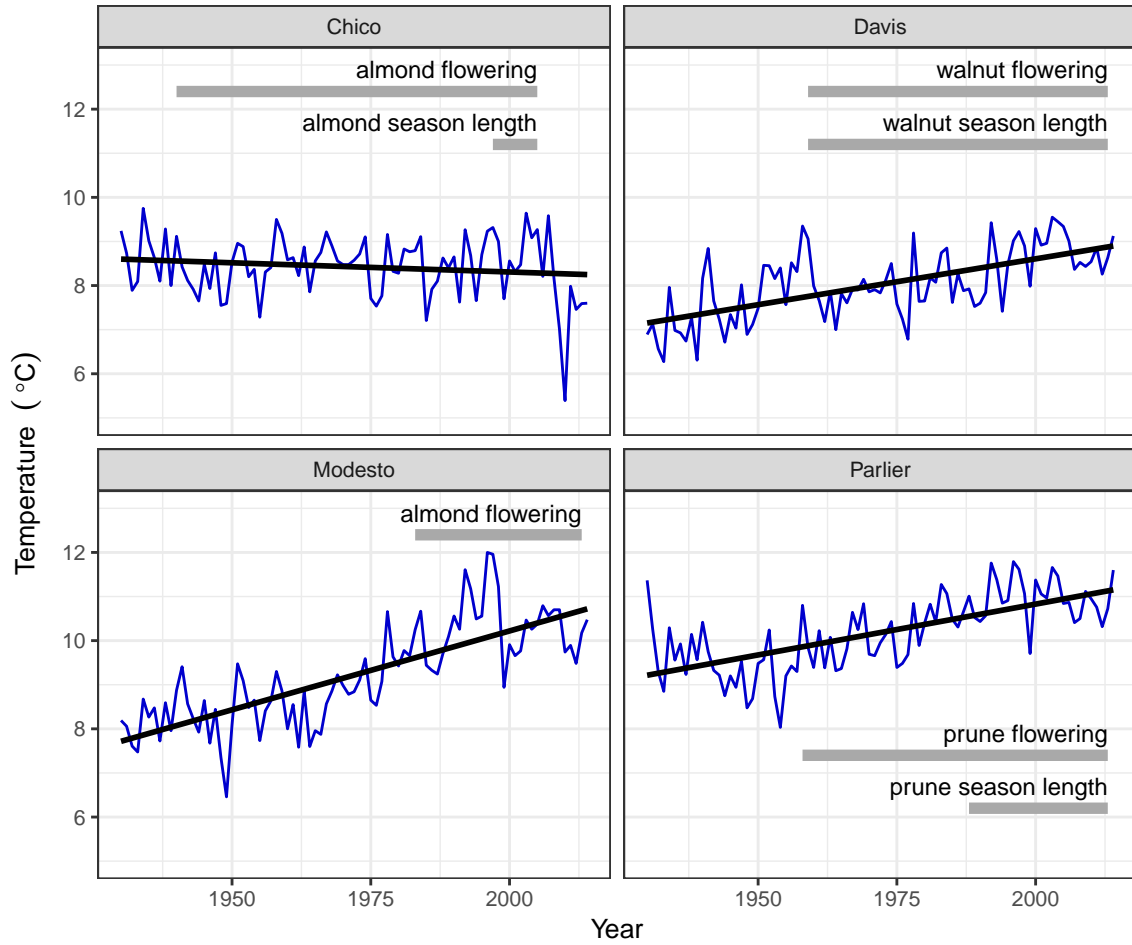 Chico
Davis
almond flowering
walnut flowering
almond season length
walnut season length
12
10
8
6
Modesto
Parlier
almond flowering
12
10
8
prune flowering
prune season length
6
1950 1975 2000
1950 1975 2000
Year
Temperature ( °C)